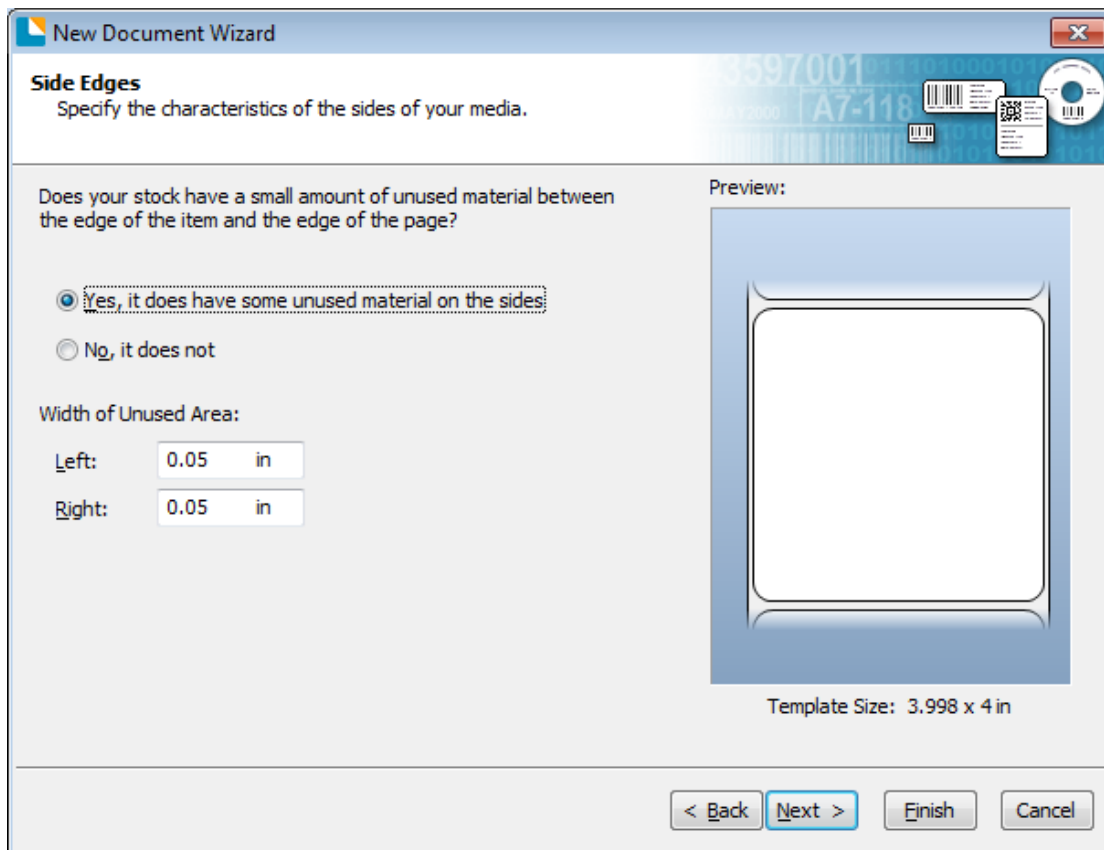 New Document Wizard
Side Edges
Specify the characteristics of the sides of your media.
3597001
A7-118
Does your stock have a small amount of unused material between
the edge of the item and the edge of the page?
Yes, it does have some unused material on the sides
No, it does not
Width of Unused Area:
Left: 0.05 in
Right: 0.05 in
Preview:
Template Size: 3.998 x 4 in
< Back Next > Finish Cancel